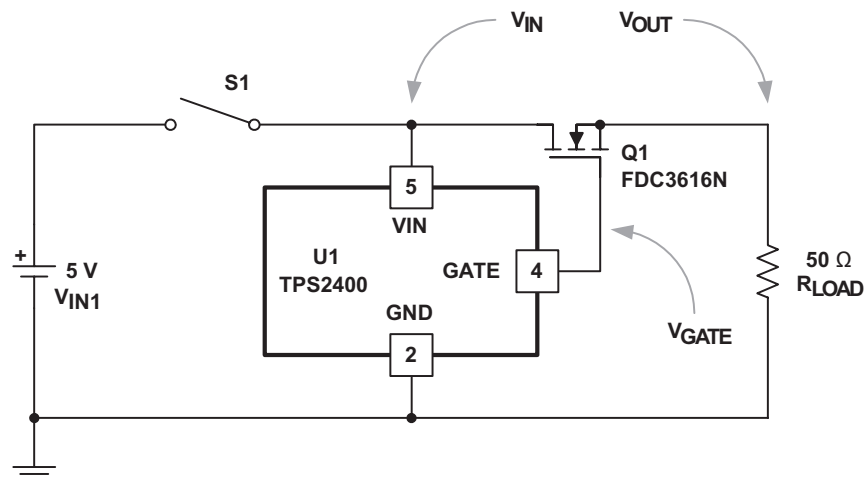 VIN VOUT
S1
Q1
FDC3616N
5
VIN
U1
TPS2400
GATE 4
+
5 V
VIN1
50 Ω
RLOAD
GND
VGATE
2